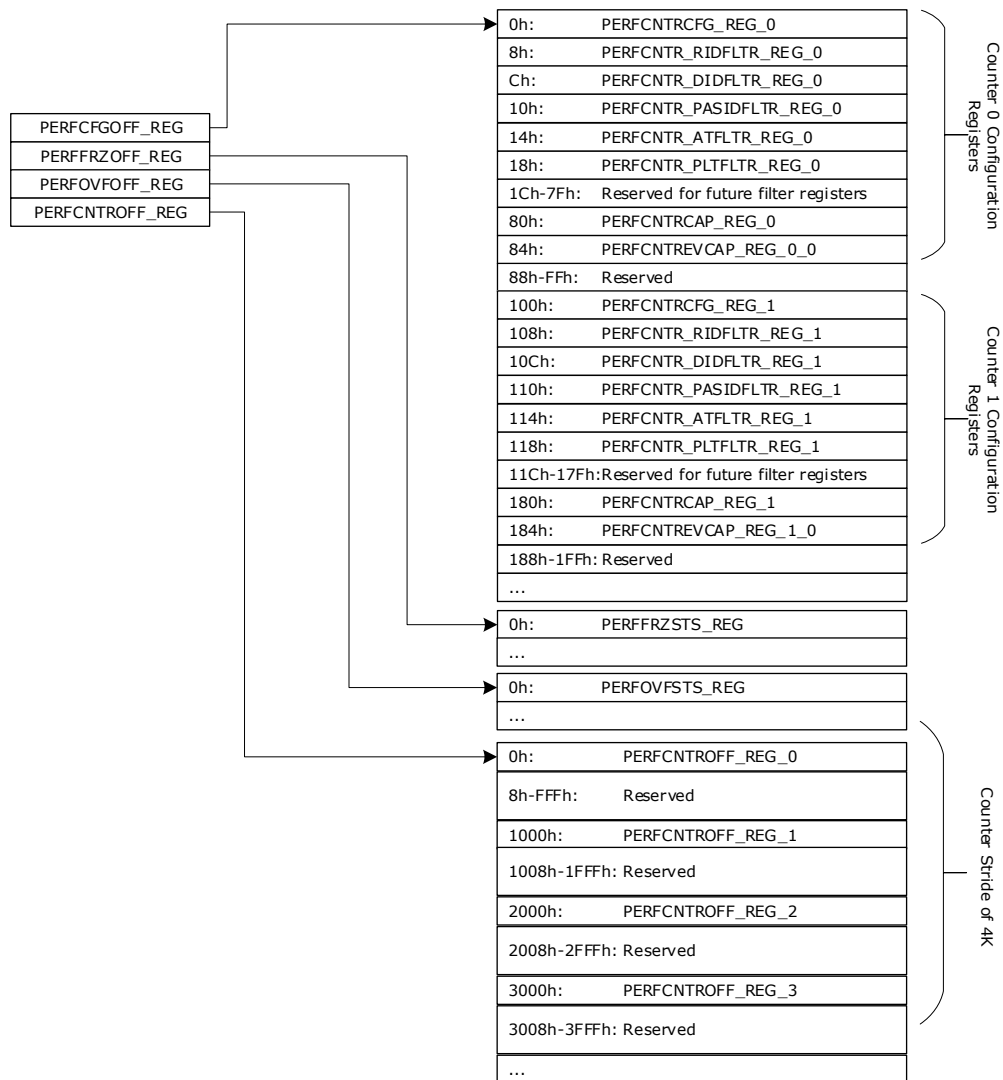 PERFCFGOFF_REG
PERFFRZOFF_REG
PERFOVFOFF_REG
PERFCNTROFF_REG
0h: PERFCNTRCFG_REG_0
8h: PERFCNTR_RIDFLTR_REG_0
Ch: PERFCNTR_DIDFLTR_REG_0
10h: PERFCNTR_PASIDFLTR_REG_0
14h: PERFCNTR_ATFLTR_REG_0
18h: PERFCNTR_PLTFLTR_REG_0
1Ch-7Fh: Reserved for future filter registers
80h: PERFCNTRCAP_REG_0
84h: PERFCNTREVCAP_REG_0_0
88h-FFh: Reserved
100h: PERFCNTRCFG_REG_1
108h: PERFCNTR_RIDFLTR_REG_1
10Ch: PERFCNTR_DIDFLTR_REG_1
110h: PERFCNTR_PASIDFLTR_REG_1
114h: PERFCNTR_ATFLTR_REG_1
118h: PERFCNTR_PLTFLTR_REG_1
11Ch-17Fh:Reserved for future filter registers
180h: PERFCNTRCAP_REG_1
184h: PERFCNTREVCAP_REG_1_0
188h-1FFh: Reserved
...
Counter 0 Configuration
Registers
Counter 1 Configuration
Registers
0h: PERFFRZSTS_REG
...
0h: PERFOVFSTS_REG
...
0h: PERFCNTROFF_REG_0
8h-FFFh: Reserved
1000h: PERFCNTROFF_REG_1
1008h-1FFFh: Reserved
2000h: PERFCNTROFF_REG_2
2008h-2FFFh: Reserved
3000h: PERFCNTROFF_REG_3
3008h-3FFFh: Reserved
...
Counter Stride of 4K